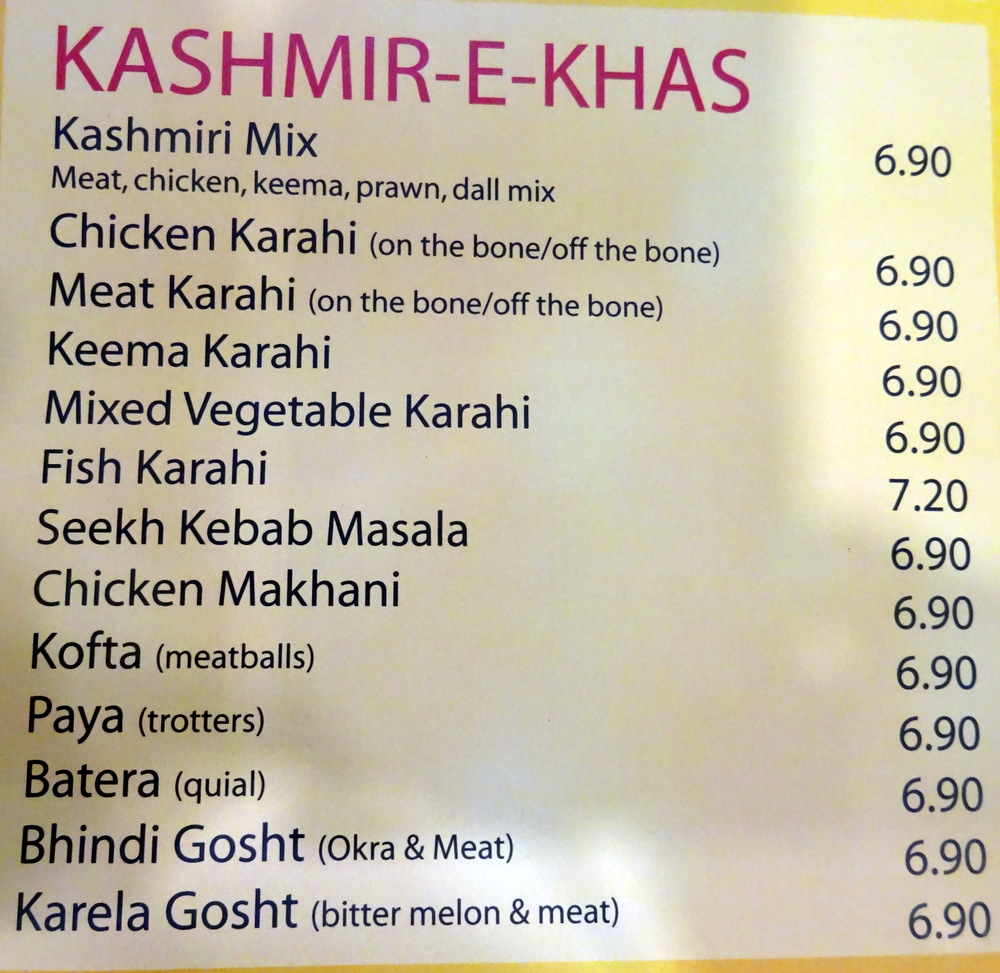 KASHMIR-E-KHAS
Kashmiri Mix 6.90
Meat, chicken, keema, prawn, dall mix
Chicken Karahi (on the bone/off the bone) 6.90
Meat Karahi (on the bone/off the bone) 6.90
Keema Karahi 6.90
Mixed Vegetable Karahi 6.90
Fish Karahi 7.20
Seekh Kebab Masala 6.90
Chicken Makhani 6.90
Kofta (meatballs) 6.90
Paya (trotters) 6.90
Batera (quial) 6.90
Bhindi Gosht (Okra & Meat) 6.90
Karela Gosht (bitter melon & meat) 6.90